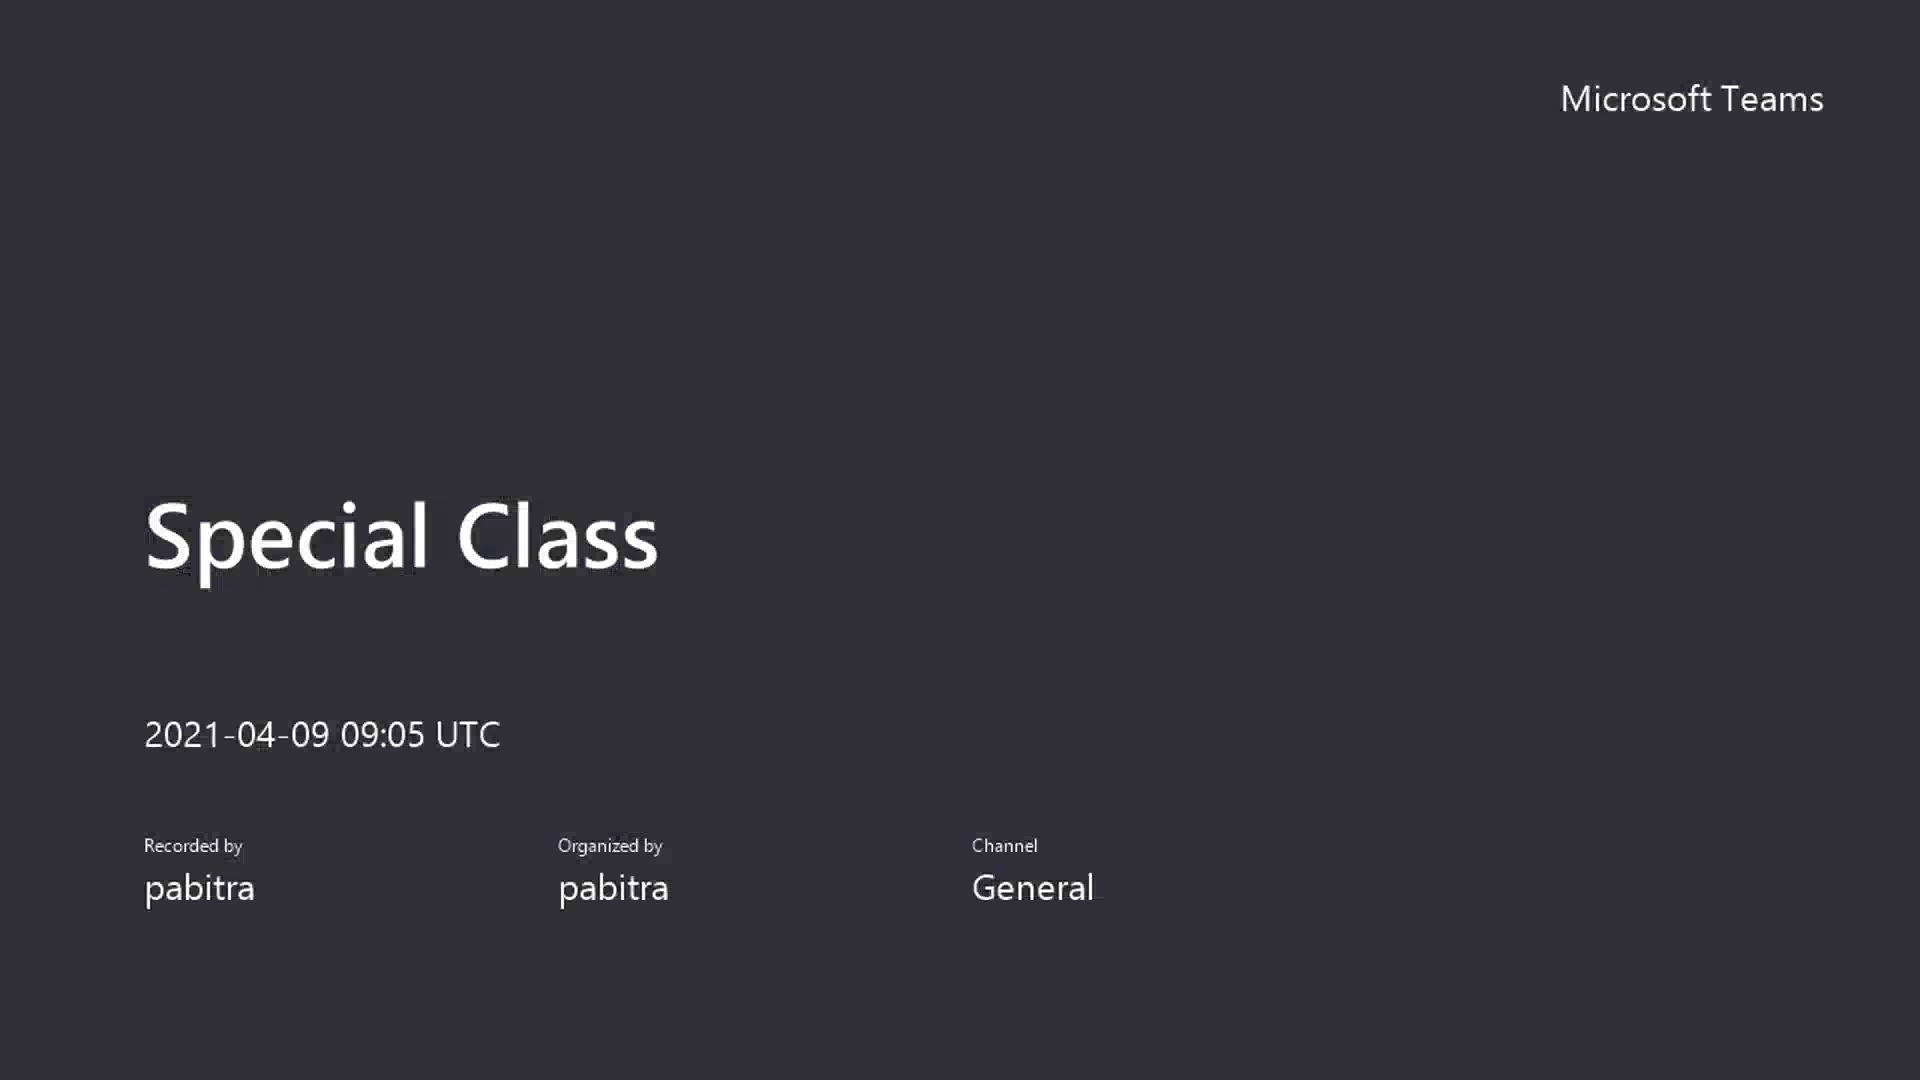 Microsoft Teams
Special Class
2021-04-09 09:05 UTC
Recorded by
pabitra
Organized by
pabitra
Channel
General